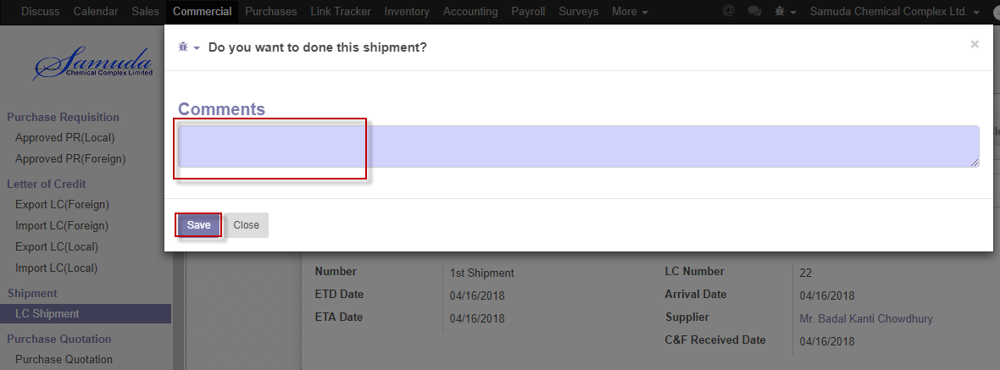 Discuss Calendar Sales Commercial Purchases Link Tracker Inventory Accounting Payroll Surveys More @ Samuda Chemical Complex Ltd.
Do you want to done this shipment? ×
Samuda
Chemical Complex Limited
Comments
Purchase Requisition
Approved PR(Local)
Approved PR(Foreign)
Letter of Credit
Export LC(Foreign)
Import LC(Foreign)
Export LC(Local)
Import LC(Local)
Shipment
LC Shipment
Purchase Quotation
Purchase Quotation
Save Close
Number 1st Shipment LC Number 22
ETD Date 04/16/2018 Arrival Date 04/16/2018
ETA Date 04/16/2018 Supplier Mr. Badal Kanti Chowdhury
C&F Received Date 04/16/2018